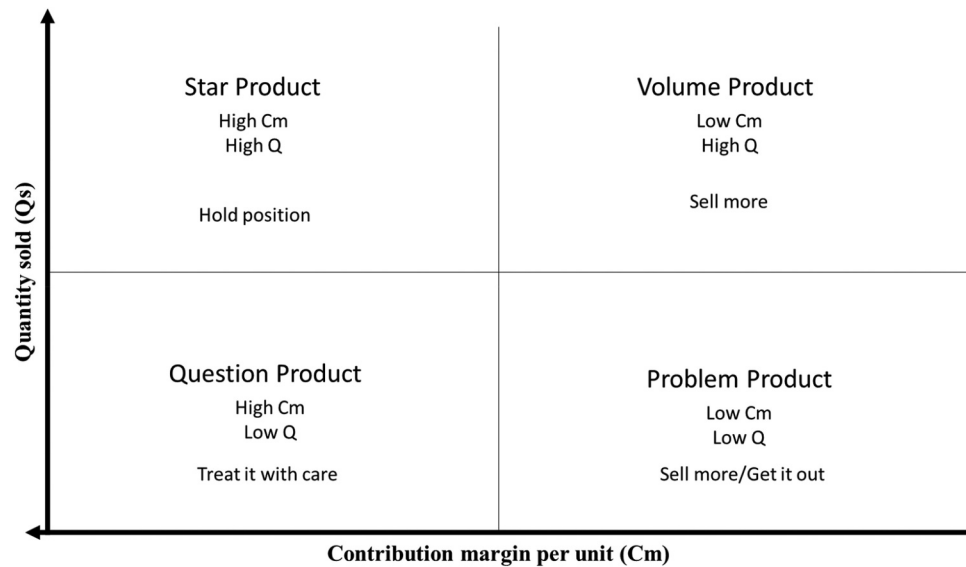 Star Product
High Cm
High Q
Hold position
Volume Product
Low Cm
High Q
Sell more
Question Product
High Cm
Low Q
Treat it with care
Problem Product
Low Cm
Low Q
Sell more/Get it out
Quantity sold (Qs)
Contribution margin per unit (Cm)